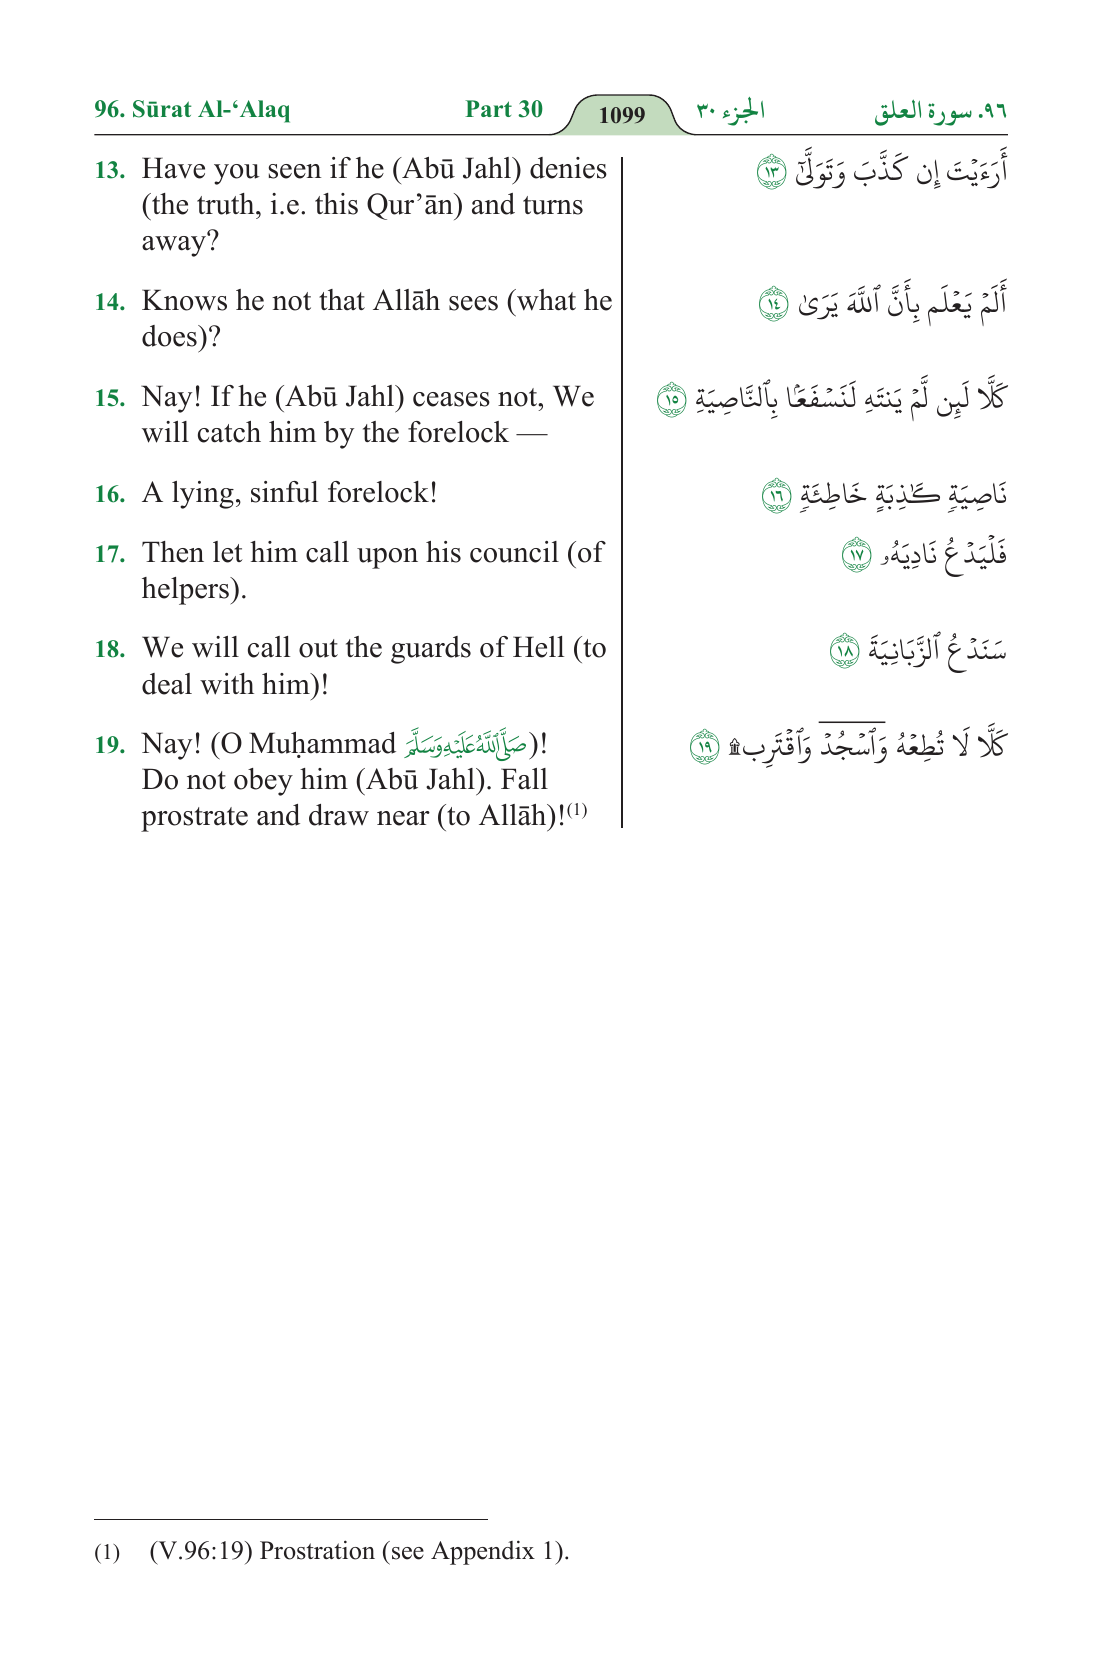 96. Sūrat Al-‘Alaq Part 30 1099 الجزء ٣٠ ٩٦. سورة العلق
13. Have you seen if he (Abū Jahl) denies
(the truth, i.e. this Qur’ān) and turns
away?
أَرَءَيۡتَ إِن كَذَّبَ وَتَوَلَّىٰٓ ١٣
14. Knows he not that Allāh sees (what he
does)?
أَلَمۡ يَعۡلَم بِأَنَّ ٱللَّهَ يَرَىٰ ١٤
15. Nay! If he (Abū Jahl) ceases not, We
will catch him by the forelock —
كَلَّا لَئِن لَّمۡ يَنتَهِ لَنَسۡفَعَۢا بِٱلنَّاصِيَةِ ١٥
16. A lying, sinful forelock!
نَاصِيَةٖ كَٰذِبَةٍ خَاطِئَةٖ ١٦
17. Then let him call upon his council (of
helpers).
فَلۡيَدۡعُ نَادِيَهُۥ ١٧
18. We will call out the guards of Hell (to
deal with him)!
سَنَدۡعُ ٱلزَّبَانِيَةَ ١٨
19. Nay! (O Muḥammad صَلَّى ٱللَّهُ عَلَيْهِ وَسَلَّمَ)!
Do not obey him (Abū Jahl). Fall
prostrate and draw near (to Allāh)!(1)
كَلَّا لَا تُطِعۡهُ وَٱسۡجُدۡۤ وَٱقۡتَرِب۩ ١٩
(1) (V.96:19) Prostration (see Appendix 1).